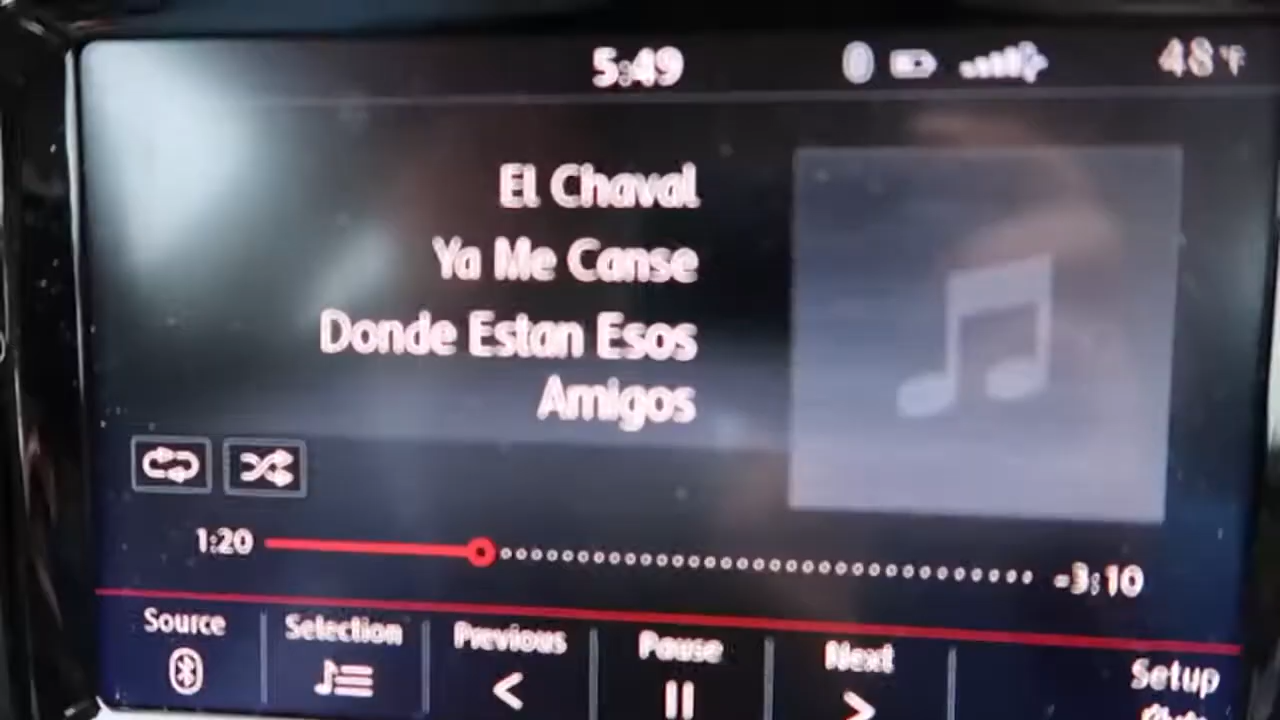 5:49
48°F
El Chaval
Ya Me Canse
Donde Estan Esos
Amigos
1:20
-3:10
Source
Selection
Previous
Pause
Next
Setup